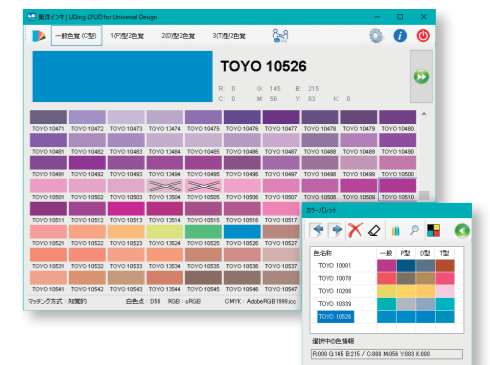 東洋インキ | UDing CFUD for Universal Design
一般色覚 (C型) 1(P)型2色覚 2(D)型2色覚 3(T)型2色覚
TOYO 10526
R: 0 G: 145 B: 215
C: 0 M: 56 Y: 83 K: 0
TOYO 10471 TOYO 10472 TOYO 10473 TOYO 10474 TOYO 10475 TOYO 10476 TOYO 10477 TOYO 10478 TOYO 10479 TOYO 10480
TOYO 10481 TOYO 10482 TOYO 10483 TOYO 10484 TOYO 10485 TOYO 10486 TOYO 10487 TOYO 10488 TOYO 10489 TOYO 10490
TOYO 10491 TOYO 10492 TOYO 10493 TOYO 10494 TOYO 10495 TOYO 10496 TOYO 10497 TOYO 10498 TOYO 10499 TOYO 10500
TOYO 10501 TOYO 10502 TOYO 10503 TOYO 10504 TOYO 10505 TOYO 10506 TOYO 10507 TOYO 10508 TOYO 10509 TOYO 10510
TOYO 10511 TOYO 10512 TOYO 10513 TOYO 10514 TOYO 10515 TOYO 10516 TOYO 10517
TOYO 10521 TOYO 10522 TOYO 10523 TOYO 10524 TOYO 10525 TOYO 10526 TOYO 10527
TOYO 10531 TOYO 10532 TOYO 10533 TOYO 10534 TOYO 10535 TOYO 10536 TOYO 10537
TOYO 10541 TOYO 10542 TOYO 10543 TOYO 10544 TOYO 10545 TOYO 10546 TOYO 10547
マッチング方式 : 知覚的 白色点 : D50 RGB : sRGB CMYK : AdobeRGB1998.icc
カラーパレット
色名称 一般 P型 D型 T型
TOYO 10001
TOYO 10078
TOYO 10208
TOYO 10339
TOYO 10526
選択中の色情報
R:000 G:145 B:215 / C:000 M:056 Y:083 K:000